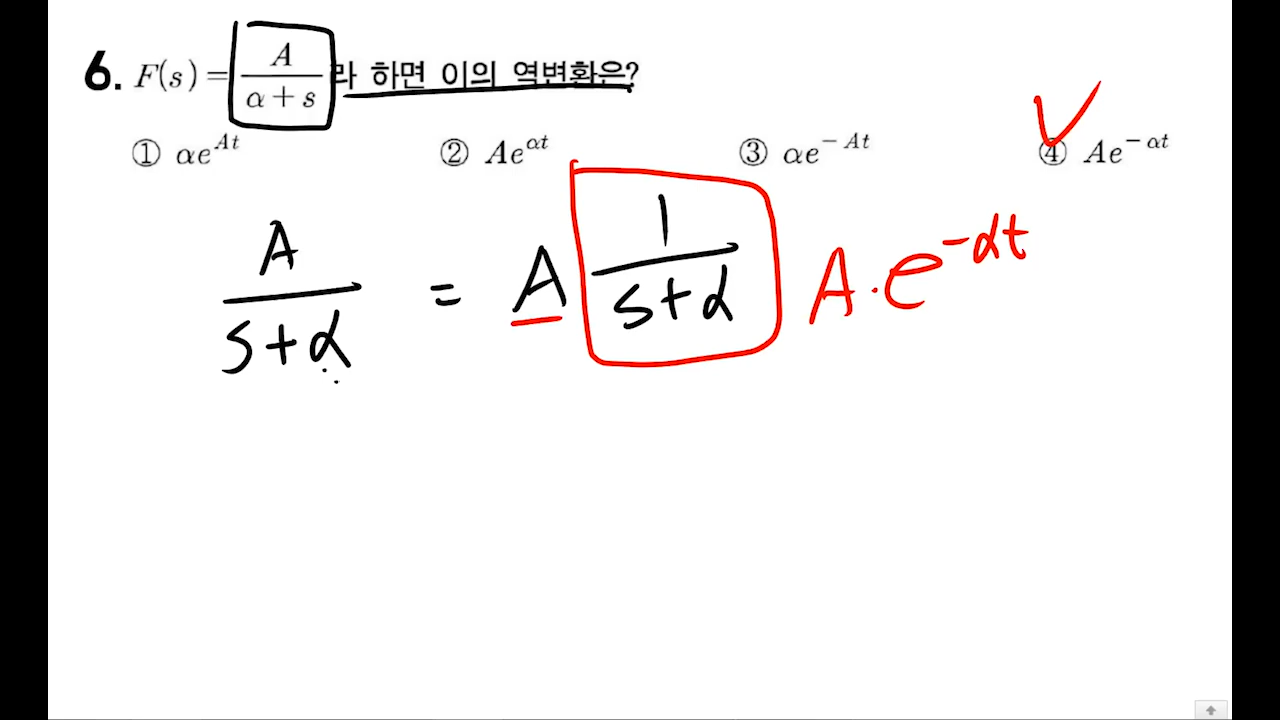 6. F(s) = A/(α+s) 라 하면 이의 역변환은?
① αe^{At} ② Ae^{αt} ③ αe^{-At} ④ Ae^{-αt}
A/(s+α) = A 1/(s+α) A·e^{-αt}